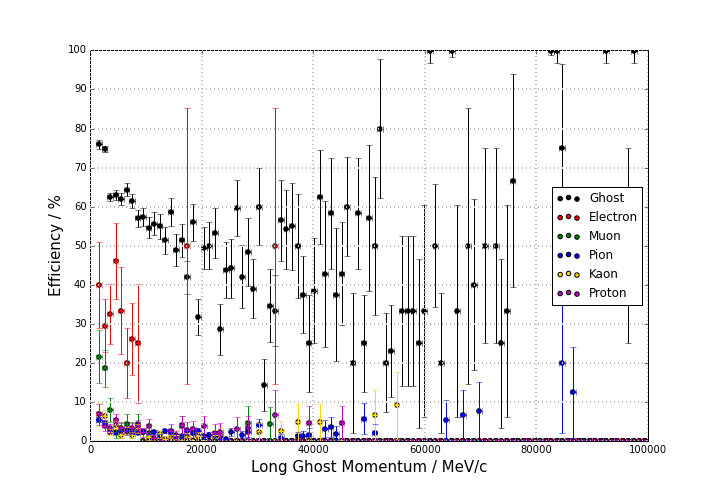 100
90
80
70
60
50
40
30
20
10
0
Efficiency / %
Ghost
Electron
Muon
Pion
Kaon
Proton
0 20000 40000 60000 80000 100000
Long Ghost Momentum / MeV/c